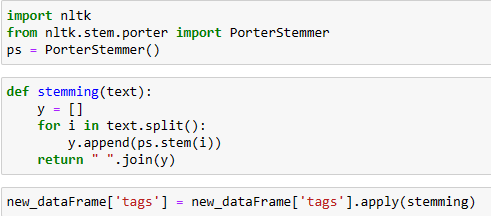 import nltk
from nltk.stem.porter import PorterStemmer
ps = PorterStemmer()
def stemming(text):
    y = []
    for i in text.split():
        y.append(ps.stem(i))
    return " ".join(y)
new_dataFrame['tags'] = new_dataFrame['tags'].apply(stemming)